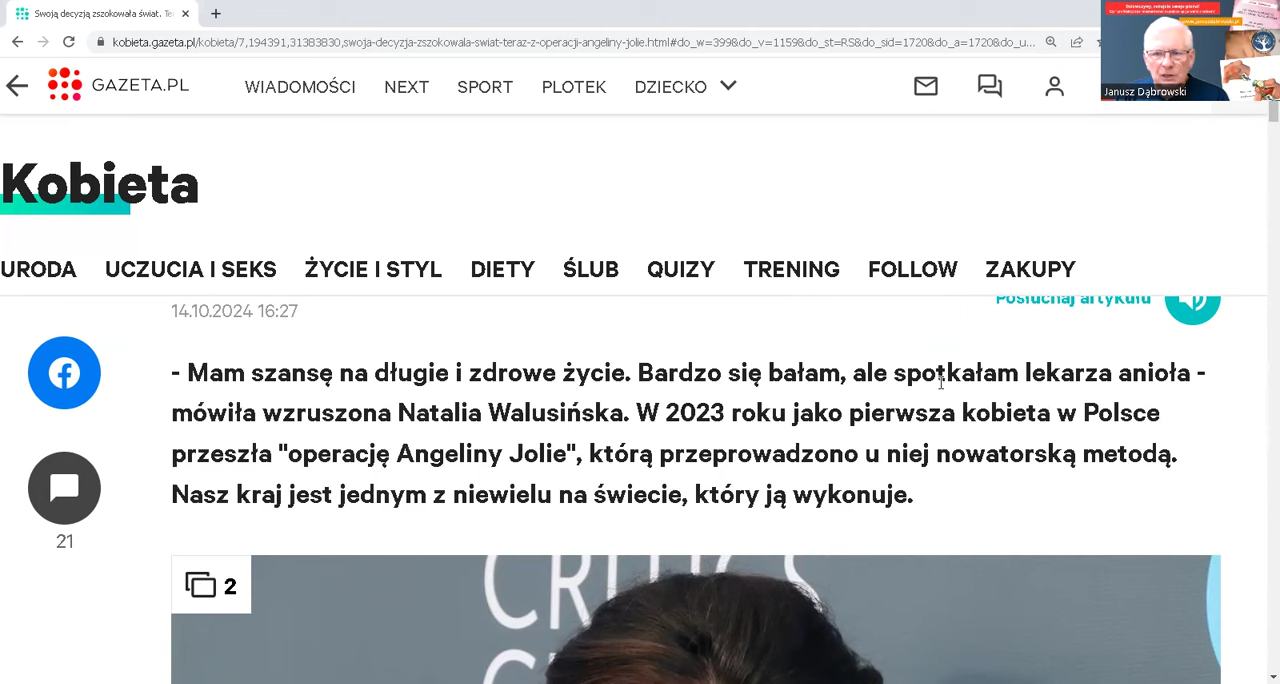 Swoją decyzją zszokowała świat. Te
kobieta.gazeta.pl/kobieta/7,194391,31383830,swoja-decyzja-zszokowala-swiat-teraz-z-operacji-angeliny-jolie.html#do_w=399&do_v=1159&do_st=RS&do_sid=1720&do_a=1720&do_u...
Janusz Dąbrowski
GAZETA.PL
WIADOMOŚCI NEXT SPORT PLOTEK DZIECKO
Kobieta
URODA UCZUCIA I SEKS ŻYCIE I STYL DIETY ŚLUB QUIZY TRENING FOLLOW ZAKUPY
14.10.2024 16:27
Posłuchaj artykułu
- Mam szansę na długie i zdrowe życie. Bardzo się bałam, ale spotkałam lekarza anioła -
mówiła wzruszona Natalia Walusińska. W 2023 roku jako pierwsza kobieta w Polsce
przeszła "operację Angeliny Jolie", którą przeprowadzono u niej nowatorską metodą.
Nasz kraj jest jednym z niewielu na świecie, który ją wykonuje.
21
2
CRITICS